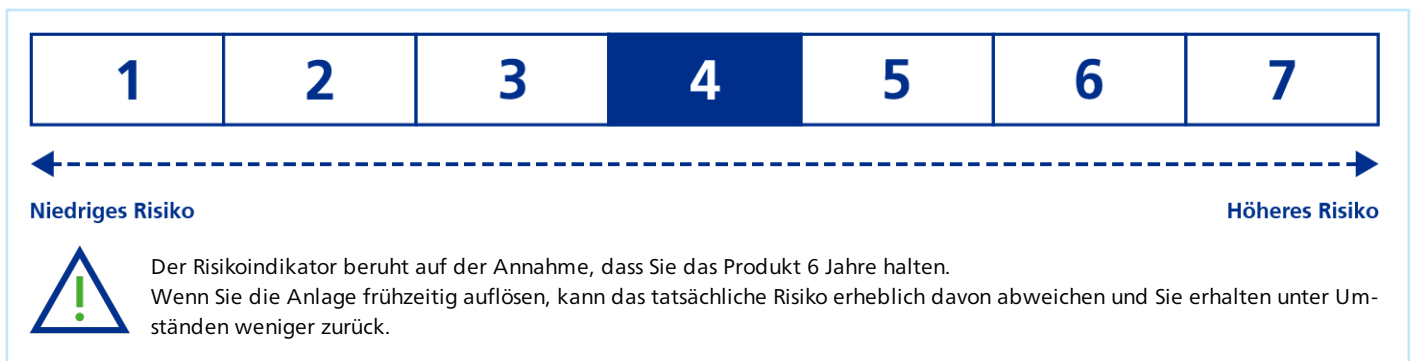 1 2 3 4 5 6 7
Niedriges Risiko Höheres Risiko
Der Risikoindikator beruht auf der Annahme, dass Sie das Produkt 6 Jahre halten.
Wenn Sie die Anlage frühzeitig auflösen, kann das tatsächliche Risiko erheblich davon abweichen und Sie erhalten unter Um-
ständen weniger zurück.